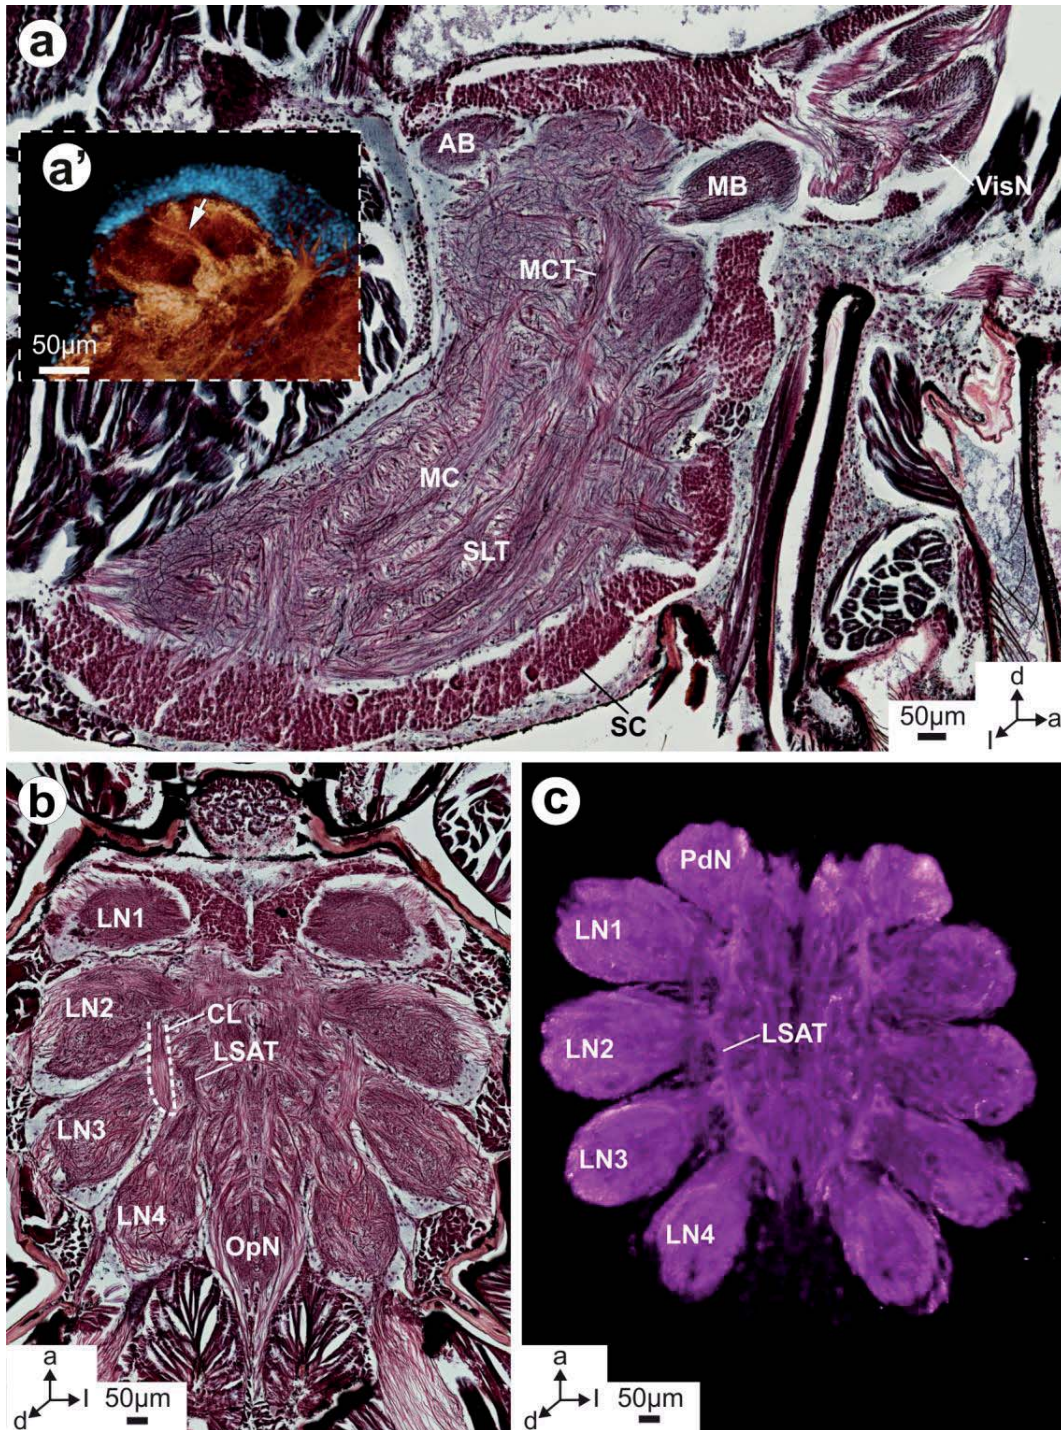 a
AB
a'
MB
VisN
MCT
50µm
MC
SLT
SC
d
a
l
50µm
b
LN1
LN2
CL
LSAT
LN3
LN4
OpN
a
l
d
50µm
c
PdN
LN1
LN2
LSAT
LN3
LN4
a
l
d
50µm